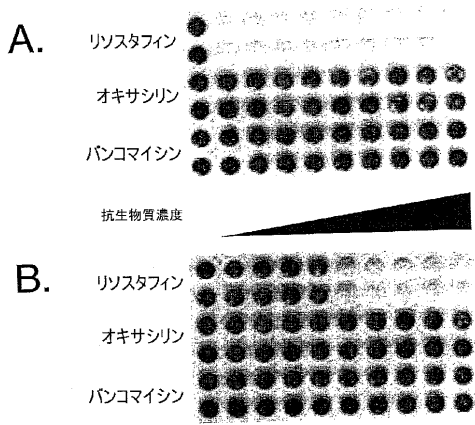 A.
リソスタフィン
オキサシリン
バンコマイシン
抗生物質濃度
B.
リソスタフィン
オキサシリン
バンコマイシン